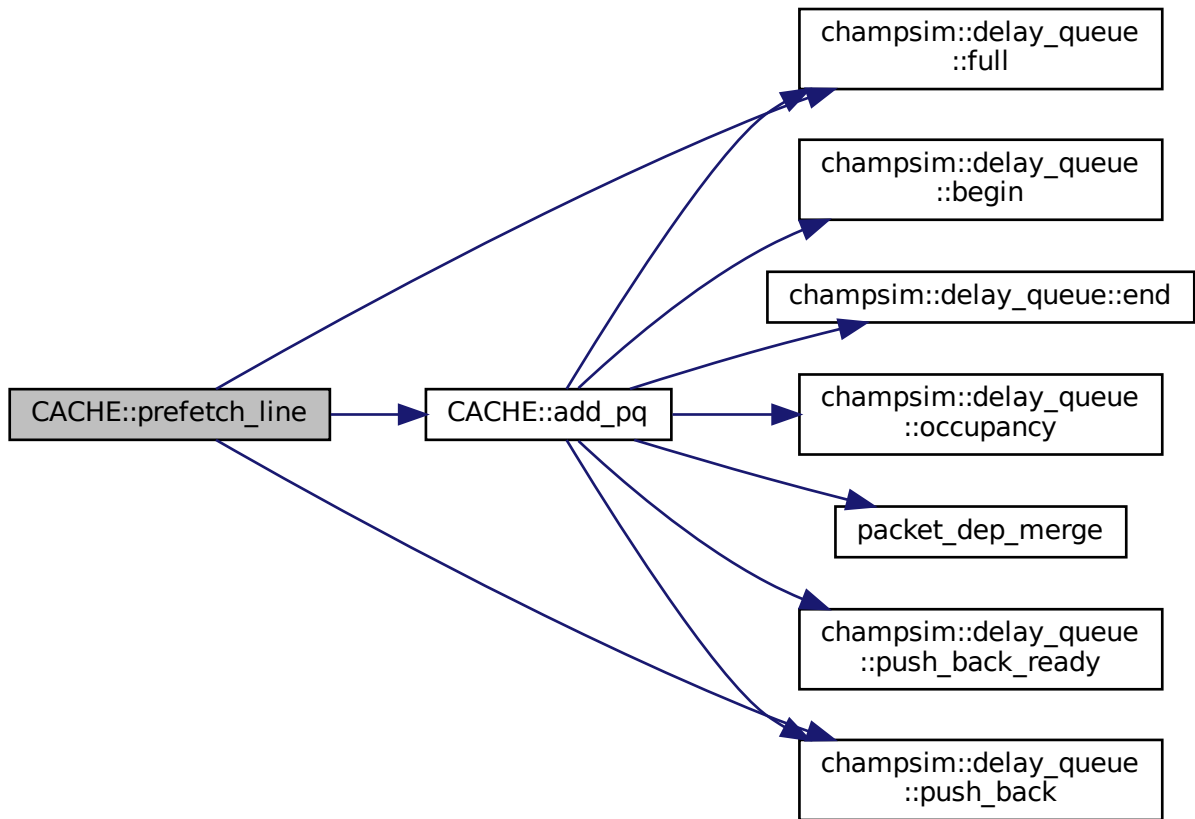 champsim::delay_queue
::full
champsim::delay_queue
::begin
champsim::delay_queue::end
CACHE::prefetch_line
CACHE::add_pq
champsim::delay_queue
::occupancy
packet_dep_merge
champsim::delay_queue
::push_back_ready
champsim::delay_queue
::push_back